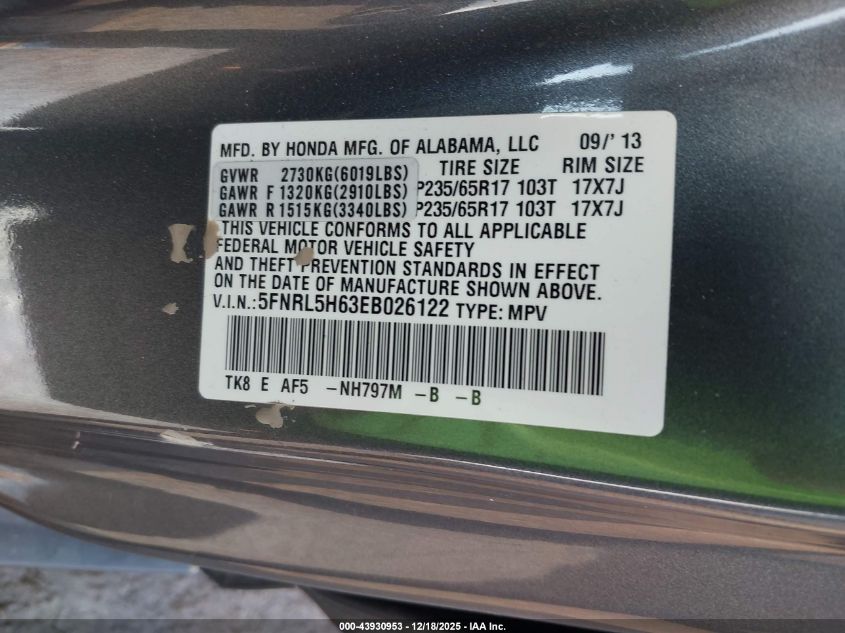 MFD. BY HONDA MFG. OF ALABAMA, LLC 09/' 13
GVWR 2730KG(6019LBS) TIRE SIZE RIM SIZE
GAWR F 1320KG(2910LBS) P235/65R17 103T 17X7J
GAWR R 1515KG(3340LBS) P235/65R17 103T 17X7J
THIS VEHICLE CONFORMS TO ALL APPLICABLE
FEDERAL MOTOR VEHICLE SAFETY
AND THEFT PREVENTION STANDARDS IN EFFECT
ON THE DATE OF MANUFACTURE SHOWN ABOVE.
V.I.N.: 5FNRL5H63EB026122 TYPE: MPV
TK8 E AF5 -NH797M -B -B
000-43930953 - 12/18/2025 - IAA Inc.